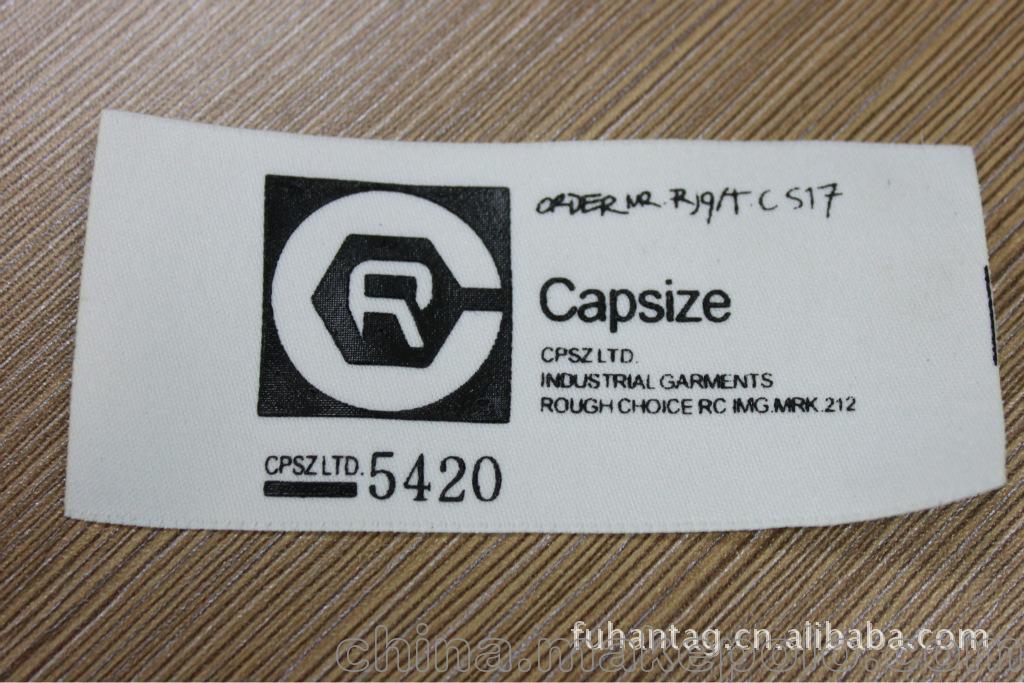 ORDER NR. RJ9/T.C S17
R
Capsize
CPSZ LTD.
INDUSTRIAL GARMENTS
ROUGH CHOICE RC IMG.MRK.212
CPSZ LTD. 5420
fuhantag.cn.alibaba.com
china.makepolo.com